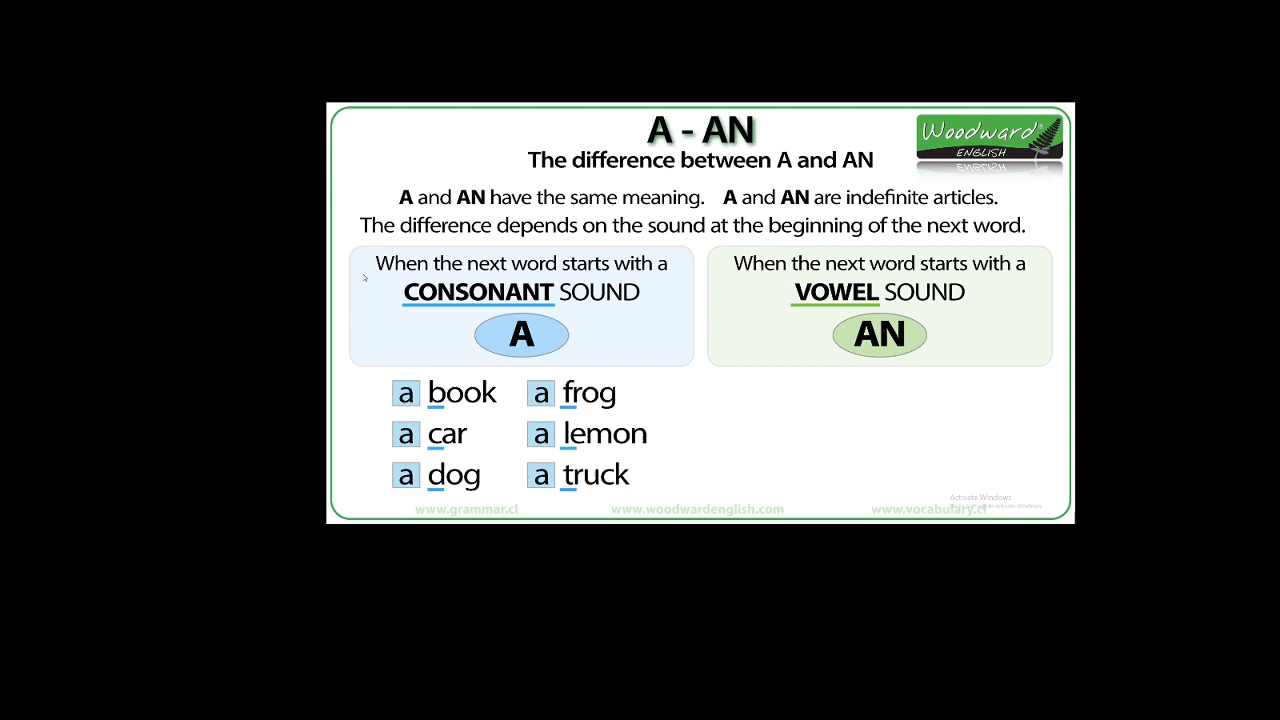 A - AN
Woodward
ENGLISH
The difference between A and AN
A and AN have the same meaning. A and AN are indefinite articles.
The difference depends on the sound at the beginning of the next word.
When the next word starts with a
CONSONANT SOUND
A
When the next word starts with a
VOWEL SOUND
AN
a book a frog
a car a lemon
a dog a truck
Activate Windows
www.grammar.cl www.woodwardenglish.com www.vocabulary.cl